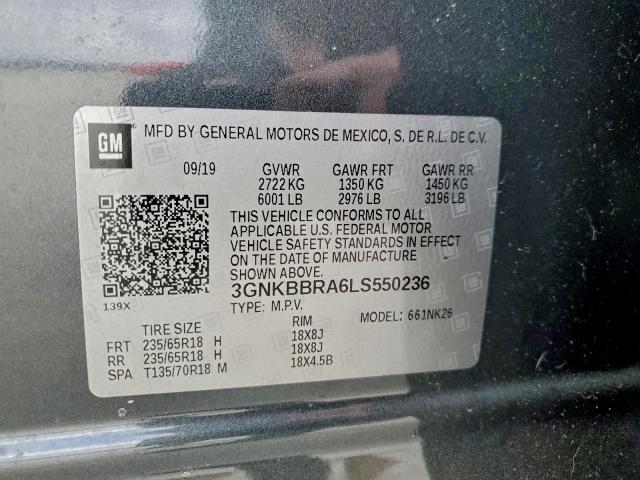 GM ® MFD BY GENERAL MOTORS DE MEXICO, S. DE R.L. DE C.V.
09/19 GVWR GAWR FRT GAWR RR
2722 KG 1350 KG 1450 KG
6001 LB 2976 LB 3196 LB
THIS VEHICLE CONFORMS TO ALL
APPLICABLE U.S. FEDERAL MOTOR
VEHICLE SAFETY STANDARDS IN EFFECT
ON THE DATE OF MANUFACTURE
SHOWN ABOVE.
3GNKBBRA6LS550236
139X
TYPE: M.P.V. MODEL: 661NK26
TIRE SIZE RIM
FRT 235/65R18 H 18X8J
RR 235/65R18 H 18X8J
SPA T135/70R18 M 18X4.5B